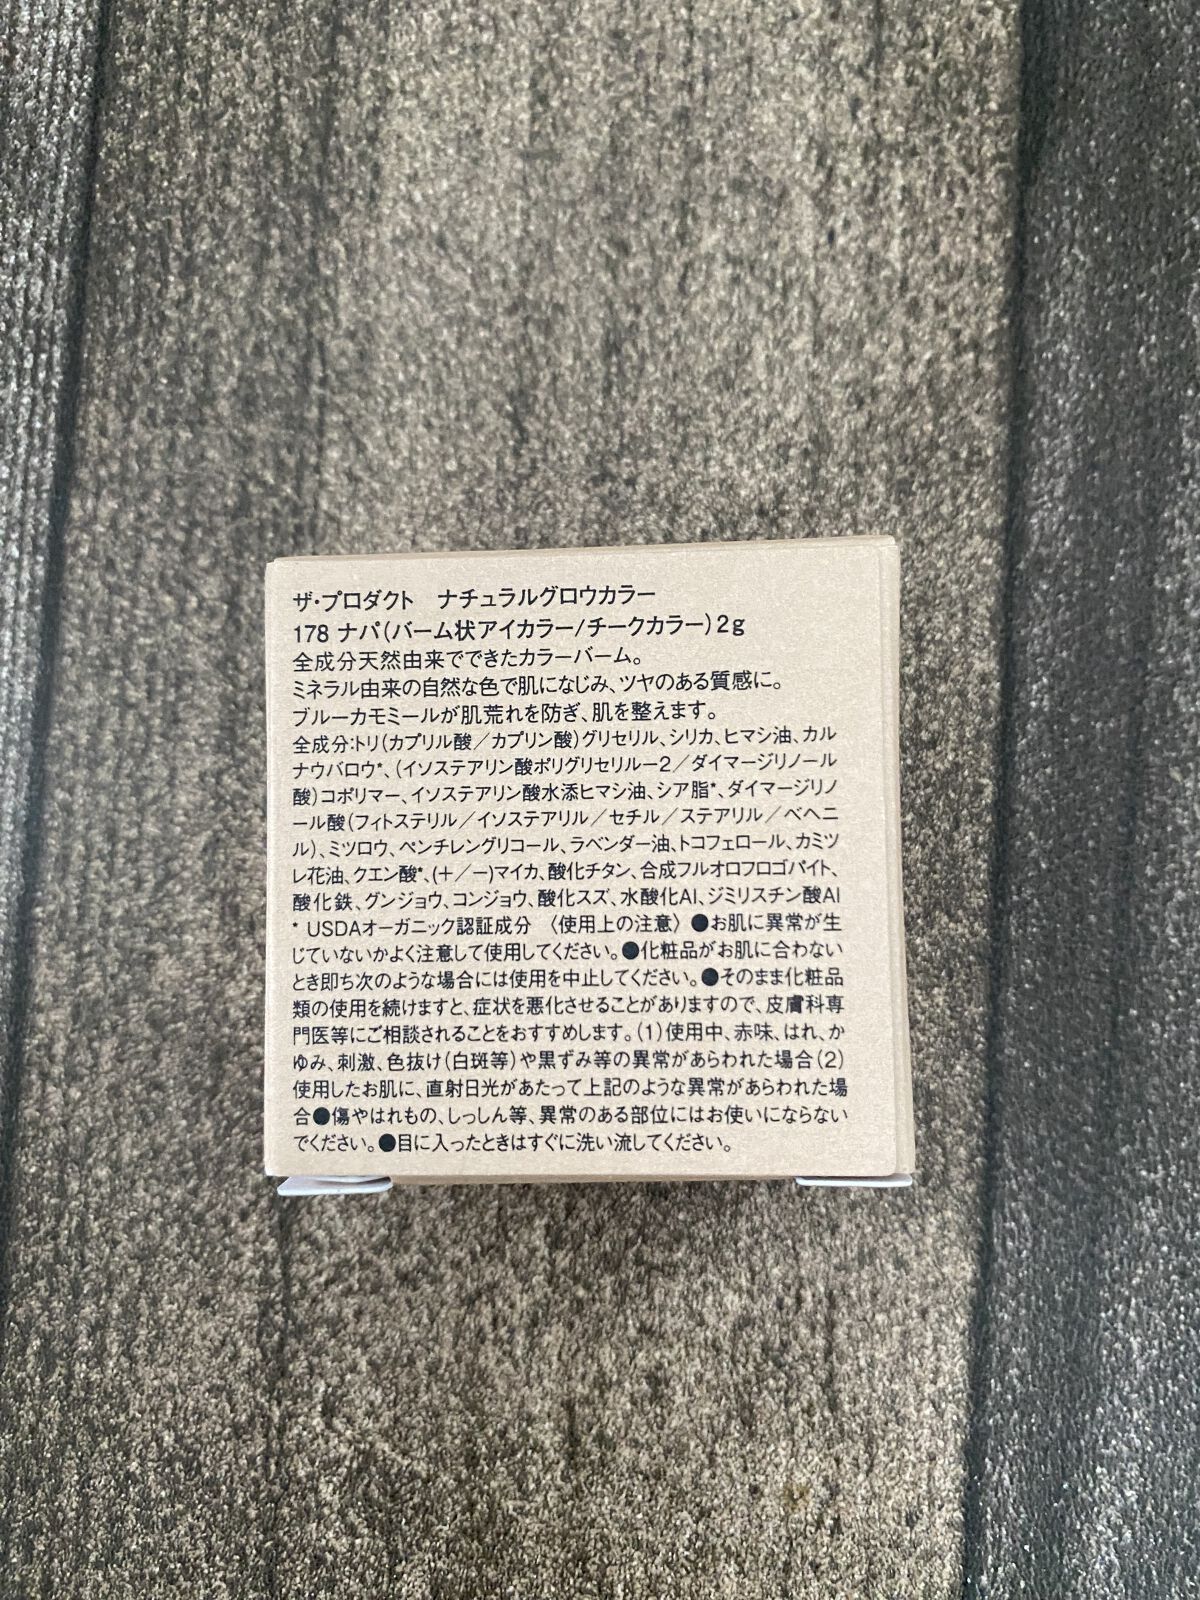 ザ・プロダクト　ナチュラルグロウカラー
178 ナパ(バーム状アイカラー/チークカラー)2g
全成分天然由来でできたカラーバーム。
ミネラル由来の自然な色で肌になじみ、ツヤのある質感に。
ブルーカモミールが肌荒れを防ぎ、肌を整えます。
全成分:トリ(カプリル酸／カプリン酸)グリセリル、シリカ、ヒマシ油、カル
ナウバロウ*、(イソステアリン酸ポリグリセリル－2／ダイマージリノール
酸)コポリマー、イソステアリン酸水添ヒマシ油、シア脂*、ダイマージリノ
ール酸(フィトステリル／イソステアリル／セチル／ステアリル／ベヘニ
ル)、ミツロウ、ペンチレングリコール、ラベンダー油、トコフェロール、カミツ
レ花油、クエン酸*、(＋／－)マイカ、酸化チタン、合成フルオロフロゴパイト、
酸化鉄、グンジョウ、コンジョウ、酸化スズ、水酸化Al、ジミリスチン酸Al
* USDAオーガニック認証成分　〈使用上の注意〉●お肌に異常が生
じていないかよく注意して使用してください。●化粧品がお肌に合わない
とき即ち次のような場合には使用を中止してください。●そのまま化粧品
類の使用を続けますと、症状を悪化させることがありますので、皮膚科専
門医等にご相談されることをおすすめします。(1)使用中、赤味、はれ、か
ゆみ、刺激、色抜け(白斑等)や黒ずみ等の異常があらわれた場合(2)
使用したお肌に、直射日光があたって上記のような異常があらわれた場
合●傷やはれもの、しっしん等、異常のある部位にはお使いにならない
でください。●目に入ったときはすぐに洗い流してください。